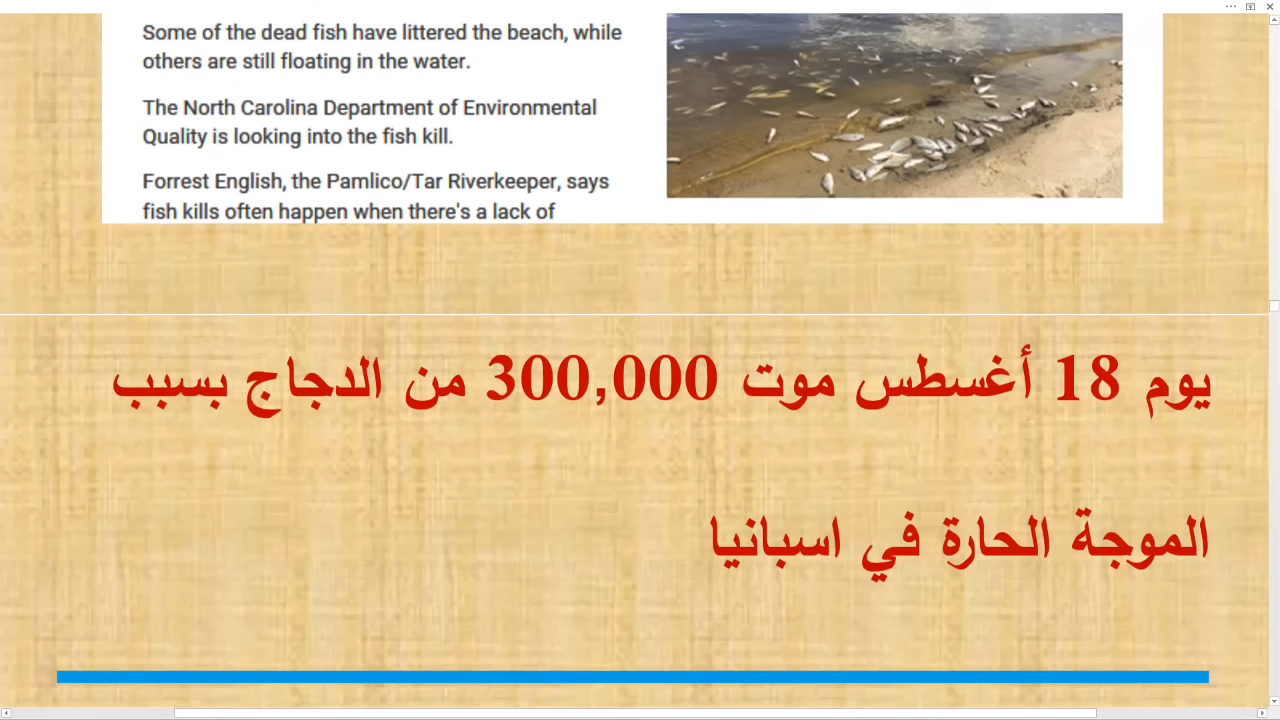 Some of the dead fish have littered the beach, while
others are still floating in the water.
The North Carolina Department of Environmental
Quality is looking into the fish kill.
Forrest English, the Pamlico/Tar Riverkeeper, says
fish kills often happen when there's a lack of
يوم 18 أغسطس موت 300,000 من الدجاج بسبب
الموجة الحارة في اسبانيا